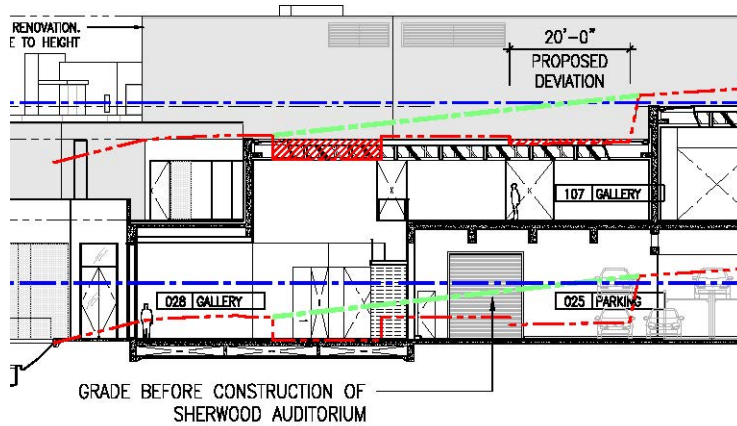 RENOVATION.
E TO HEIGHT
20'-0"
PROPOSED
DEVIATION
107 GALLERY
028 GALLERY
025 PARKING
GRADE BEFORE CONSTRUCTION OF
SHERWOOD AUDITORIUM